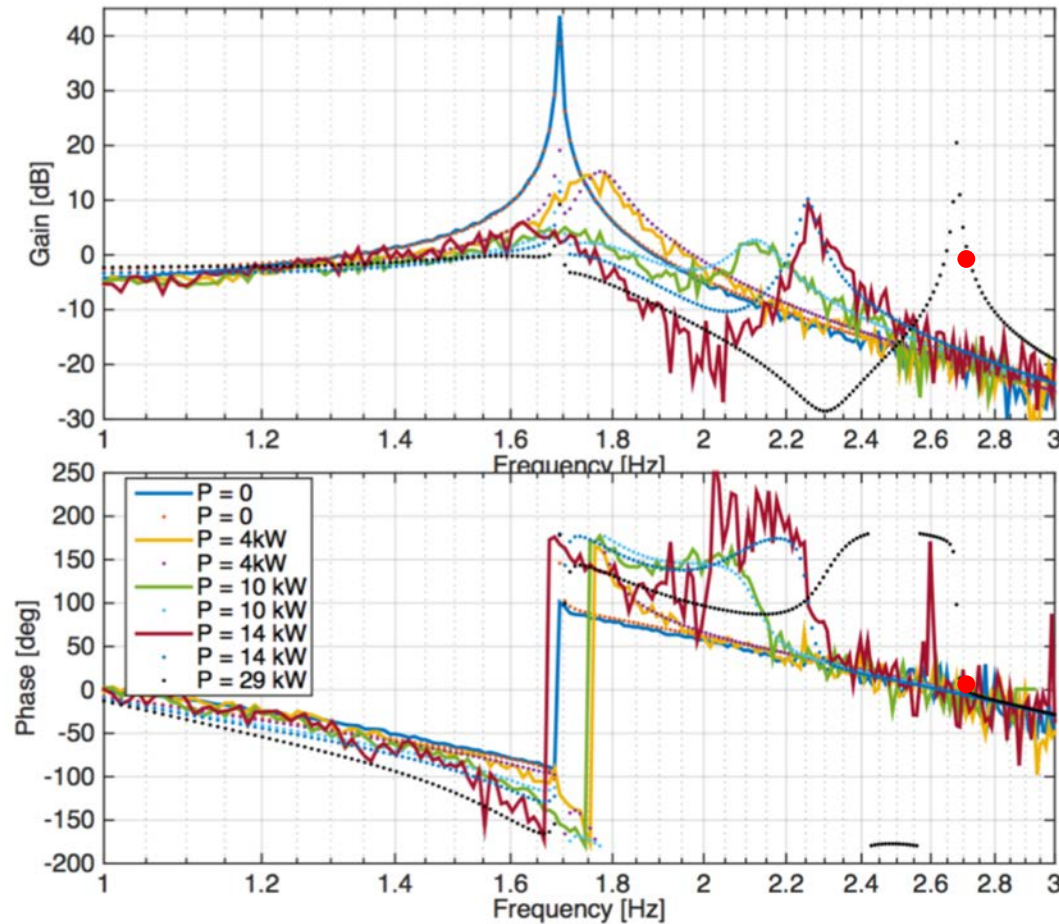 40
30
20
10
0
-10
-20
-30
Gain [dB]
1 1.2 1.4 1.6 1.8 2 2.2 2.4 2.6 2.8 3
Frequency [Hz]
250
200
150
100
50
0
-50
-100
-150
-200
Phase [deg]
P = 0
P = 0
P = 4kW
P = 4kW
P = 10 kW
P = 10 kW
P = 14 kW
P = 14 kW
P = 29 kW
1 1.2 1.4 1.6 1.8 2 2.2 2.4 2.6 2.8 3
Frequency [Hz]